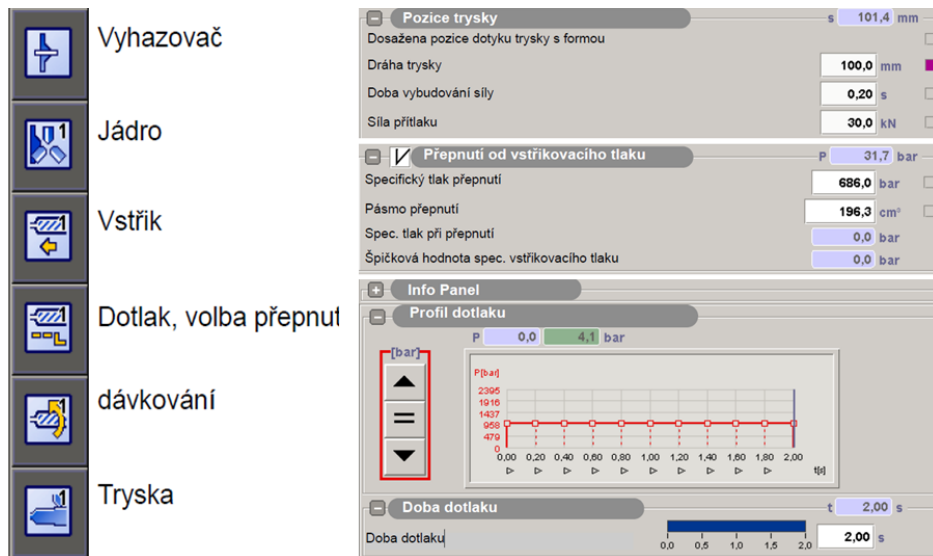 Vyhazovač
Jádro
Vstřik
Dotlak, volba přepnut
dávkování
Tryska
Pozice trysky s 101,4 mm
Dosažena pozice dotyku trysky s formou
Dráha trysky 100,0 mm
Doba vybudování síly 0,20 s
Síla přítlaku 30,0 kN
Přepnutí od vstřikovacího tlaku P 31,7 bar
Specifický tlak přepnutí 686,0 bar
Pásmo přepnutí 196,3 cm³
Spec. tlak při přepnutí 0,0 bar
Špičková hodnota spec. vstřikovacího tlaku 0,0 bar
Info Panel
Profil dotlaku
P 0,0 4,1 bar
[bar]
P[bar]
2395
1916
1437
958
479
0
0,00 0,20 0,40 0,60 0,80 1,00 1,20 1,40 1,60 1,80 2,00
t[s]
Doba dotlaku t 2,00 s
Doba dotlaku 2,00 s
0,0 0,5 1,0 1,5 2,0